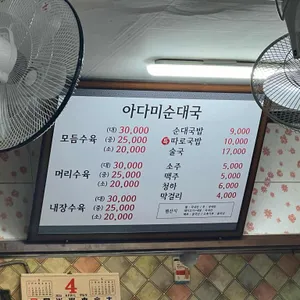 아다미순대국
모둠수육 (대) 30,000
(중) 25,000
(소) 20,000
머리수육 (대) 30,000
(중) 25,000
(소) 20,000
내장수육 (대) 30,000
(중) 25,000
(소) 20,000
순대국밥 9,000
따로국밥 10,000
술국 17,000
소주 5,000
맥주 5,000
청하 6,000
막걸리 4,000
원산지
4